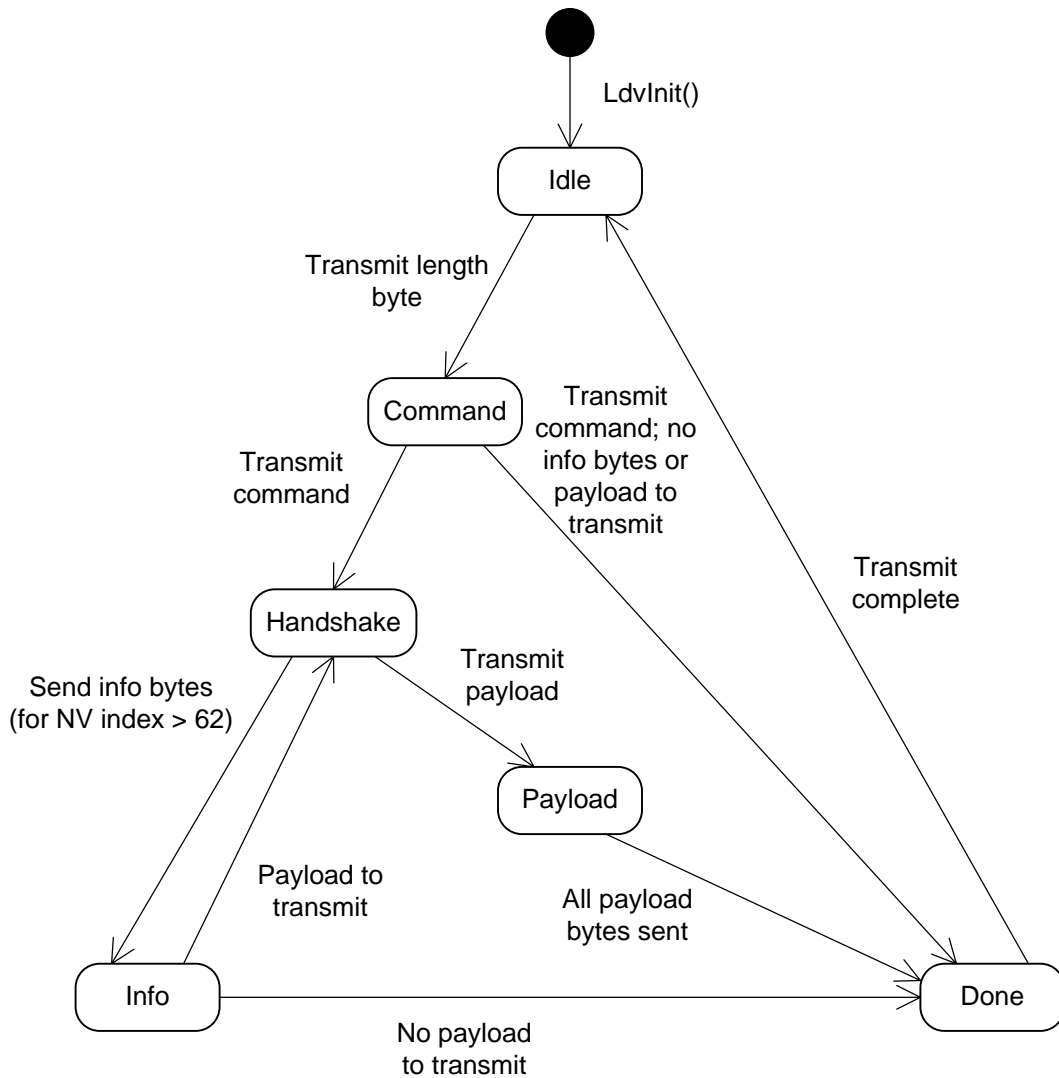 LdvInit()
Idle
Transmit length
byte
Command
Transmit
command; no
info bytes or
payload to
transmit
Transmit
command
Transmit
complete
Handshake
Transmit
payload
Send info bytes
(for NV index > 62)
Payload
Payload to
transmit
All payload
bytes sent
Info
Done
No payload
to transmit